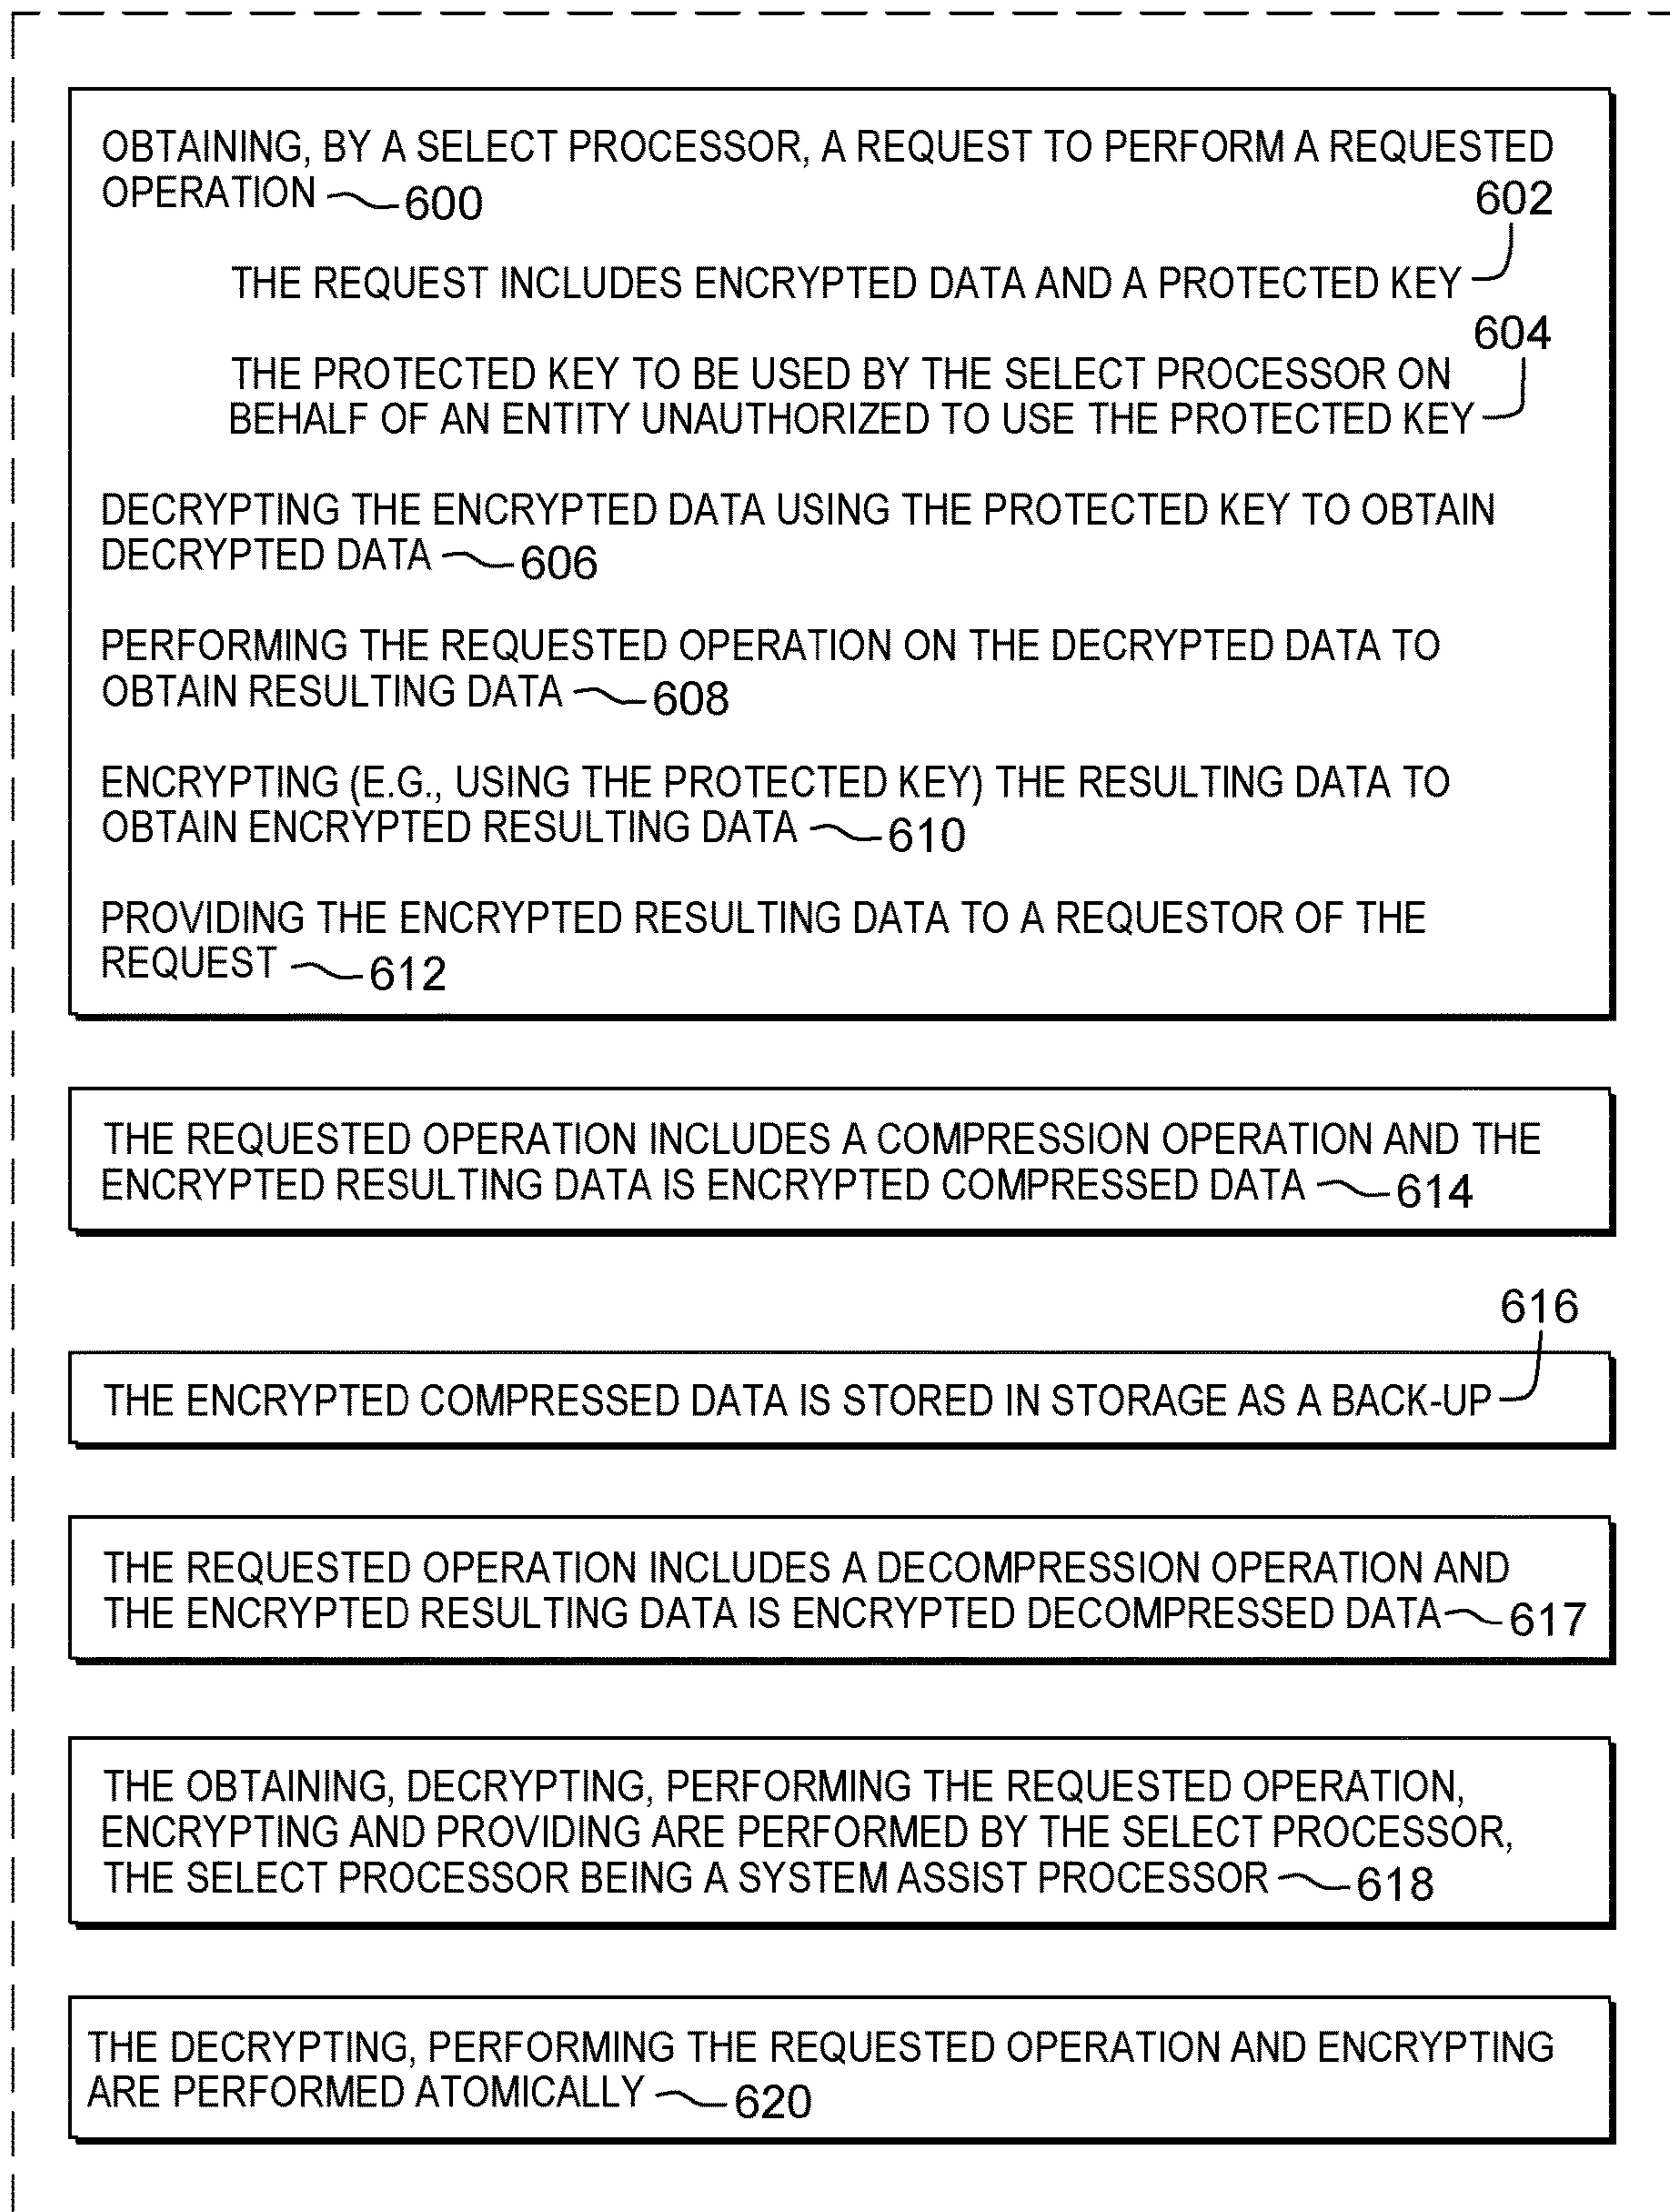 OBTAINING, BY A SELECT PROCESSOR, A REQUEST TO PERFORM A REQUESTED
OPERATION 600
602
THE REQUEST INCLUDES ENCRYPTED DATA AND A PROTECTED KEY
604
THE PROTECTED KEY TO BE USED BY THE SELECT PROCESSOR ON
BEHALF OF AN ENTITY UNAUTHORIZED TO USE THE PROTECTED KEY
DECRYPTING THE ENCRYPTED DATA USING THE PROTECTED KEY TO OBTAIN
DECRYPTED DATA 606
PERFORMING THE REQUESTED OPERATION ON THE DECRYPTED DATA TO
OBTAIN RESULTING DATA 608
ENCRYPTING (E.G., USING THE PROTECTED KEY) THE RESULTING DATA TO
OBTAIN ENCRYPTED RESULTING DATA 610
PROVIDING THE ENCRYPTED RESULTING DATA TO A REQUESTOR OF THE
REQUEST 612
THE REQUESTED OPERATION INCLUDES A COMPRESSION OPERATION AND THE
ENCRYPTED RESULTING DATA IS ENCRYPTED COMPRESSED DATA 614
616
THE ENCRYPTED COMPRESSED DATA IS STORED IN STORAGE AS A BACK-UP
THE REQUESTED OPERATION INCLUDES A DECOMPRESSION OPERATION AND
THE ENCRYPTED RESULTING DATA IS ENCRYPTED DECOMPRESSED DATA 617
THE OBTAINING, DECRYPTING, PERFORMING THE REQUESTED OPERATION,
ENCRYPTING AND PROVIDING ARE PERFORMED BY THE SELECT PROCESSOR,
THE SELECT PROCESSOR BEING A SYSTEM ASSIST PROCESSOR 618
THE DECRYPTING, PERFORMING THE REQUESTED OPERATION AND ENCRYPTING
ARE PERFORMED ATOMICALLY 620